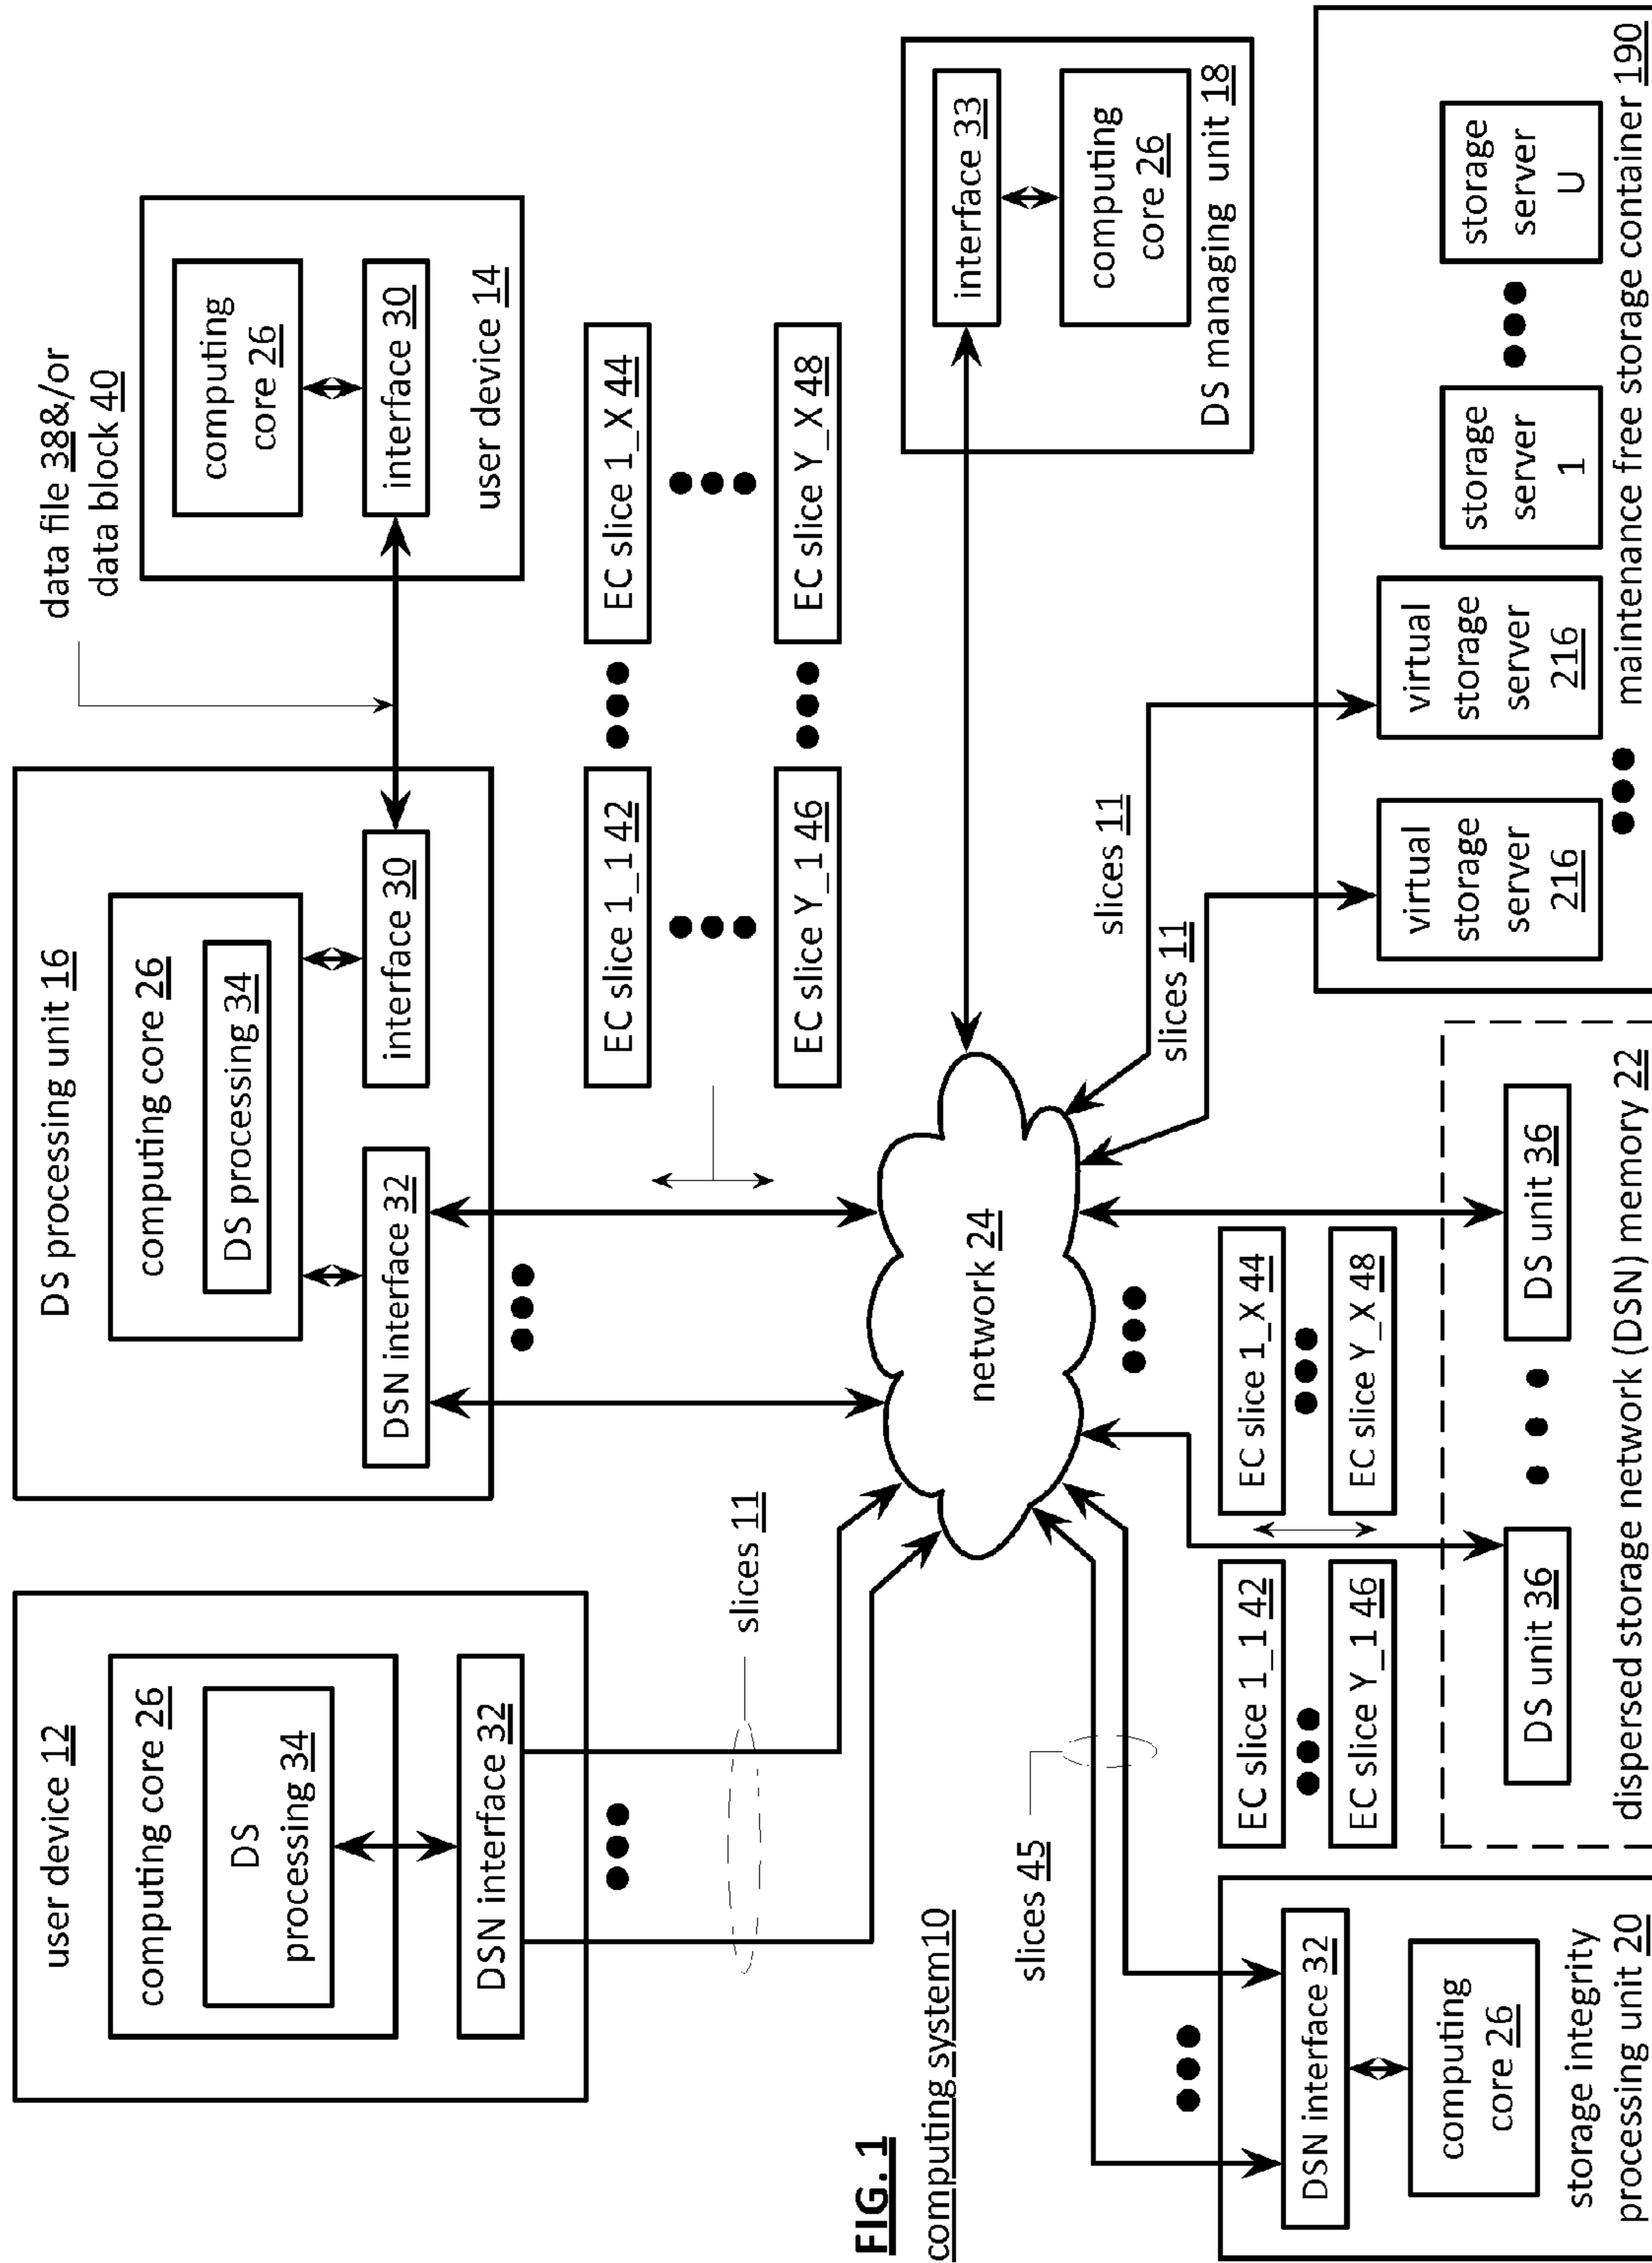 user device 12
computing core 26
DS
processing 34
DSN interface 32
slices 11
DS processing unit 16
computing core 26
DS processing 34
DSN interface 32
interface 30
data file 38&/or
data block 40
computing
core 26
interface 30
user device 14
EC slice 1_1 42
EC slice 1_X 44
EC slice Y_1 46
EC slice Y_X 48
FIG. 1
computing system10
network 24
interface 33
computing
core 26
DS managing unit 18
slices 45
slices 11
slices 11
EC slice 1_1 42
EC slice 1_X 44
EC slice Y_1 46
EC slice Y_X 48
DSN interface 32
computing
core 26
storage integrity
processing unit 20
DS unit 36
DS unit 36
dispersed storage network (DSN) memory 22
virtual
storage
server
216
virtual
storage
server
216
storage
server
1
storage
server
U
maintenance free storage container 190